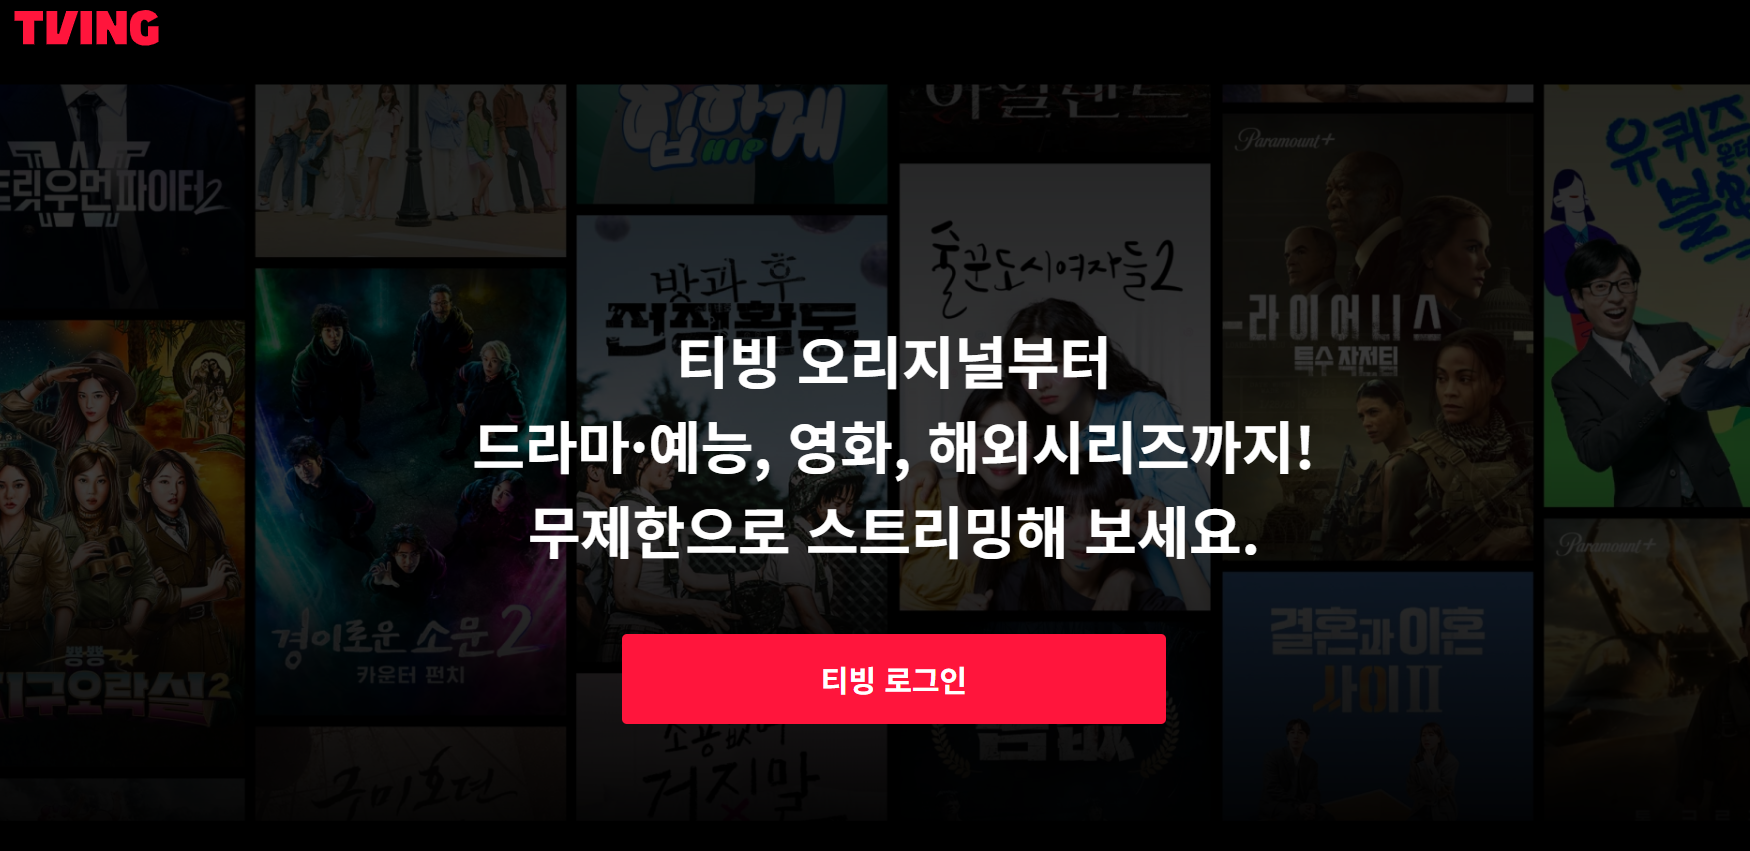 TVING
힙하게
HIP
아일랜드
Paramount+
유퀴즈
온더
블록
트릿우먼파이터2
방과 후
전쟁활동
술꾼도시여자들2
라이어니스
특수 작전팀
티빙 오리지널부터
드라마·예능, 영화, 해외시리즈까지!
무제한으로 스트리밍해 보세요.
Paramount+
경이로운 소문2
카운터 펀치
뿅뿅
지구오락실2
결혼과 이혼
사이II
티빙 로그인
구미호뎐
소용없어
거짓말